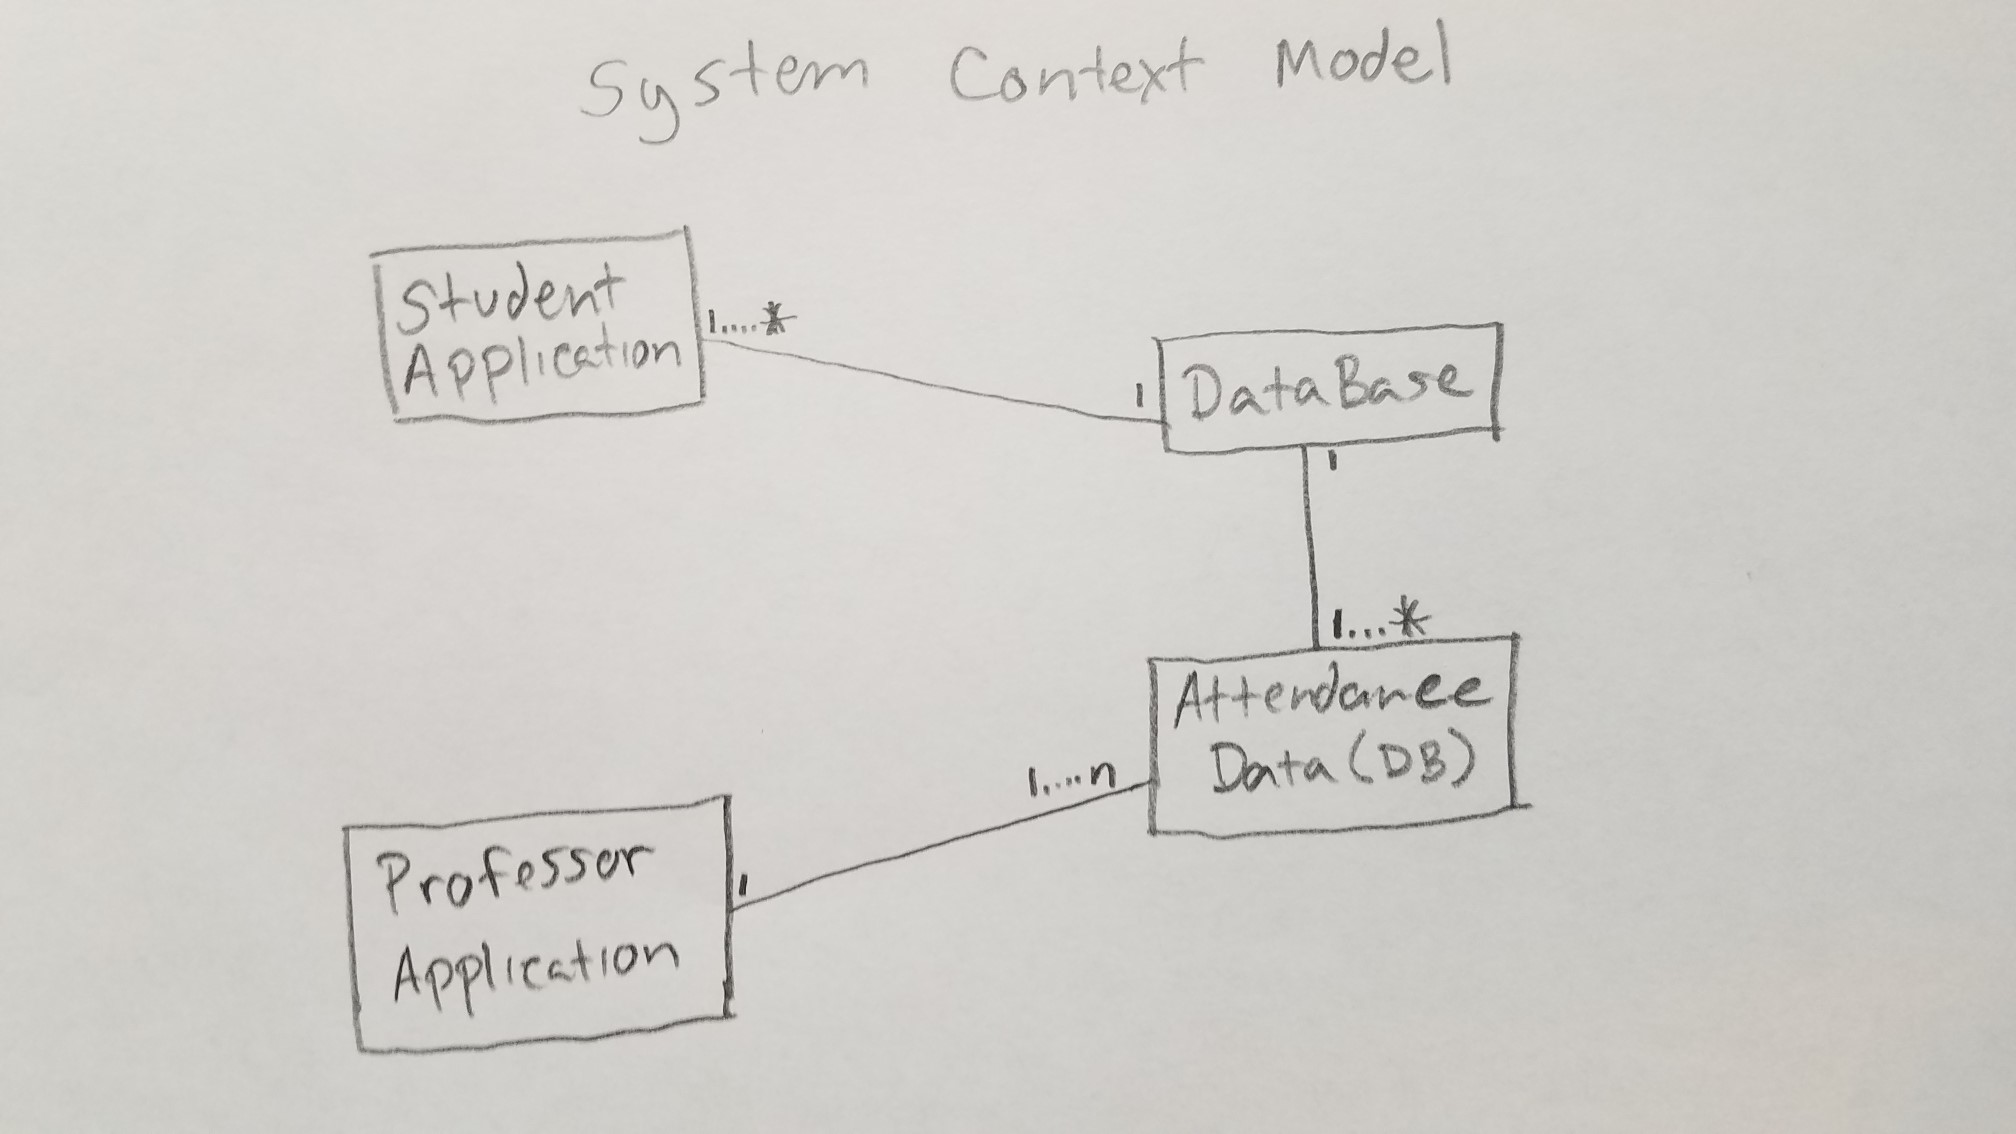 System Context Model
Student
Application
1....*
1
DataBase
1
1...*
Attendance
Data (DB)
1....n
1
Professor
Application